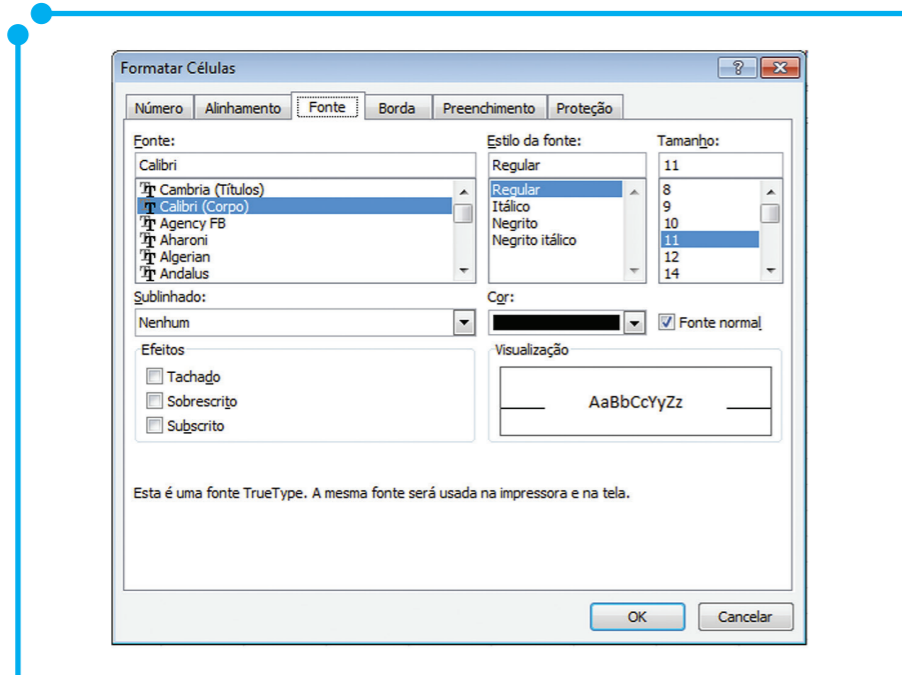 Formatar Células
Número Alinhamento Fonte Borda Preenchimento Proteção
Fonte: Estilo da fonte: Tamanho:
Calibri Regular 11
Cambria (Títulos) Regular 8
Calibri (Corpo) Itálico 9
Agency FB Negrito 10
Aharoni Negrito itálico 11
Algerian 12
Andalus 14
Sublinhado: Cor:
Nenhum Fonte normal
Efeitos Visualização
Tachado
Sobrescrito AaBbCcYyZz
Subscrito
Esta é uma fonte TrueType. A mesma fonte será usada na impressora e na tela.
OK Cancelar